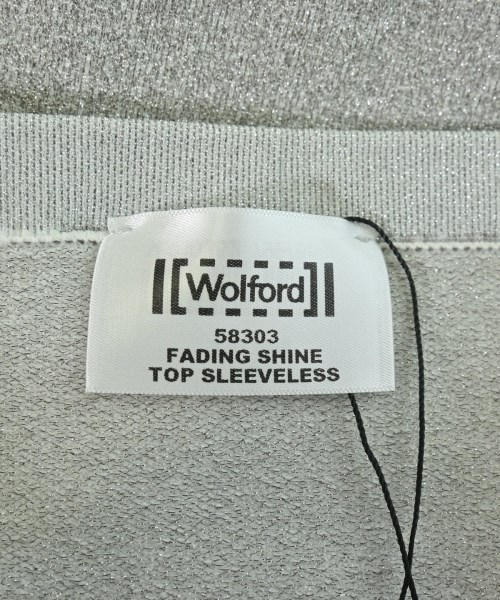 Wolford
58303
FADING SHINE
TOP SLEEVELESS